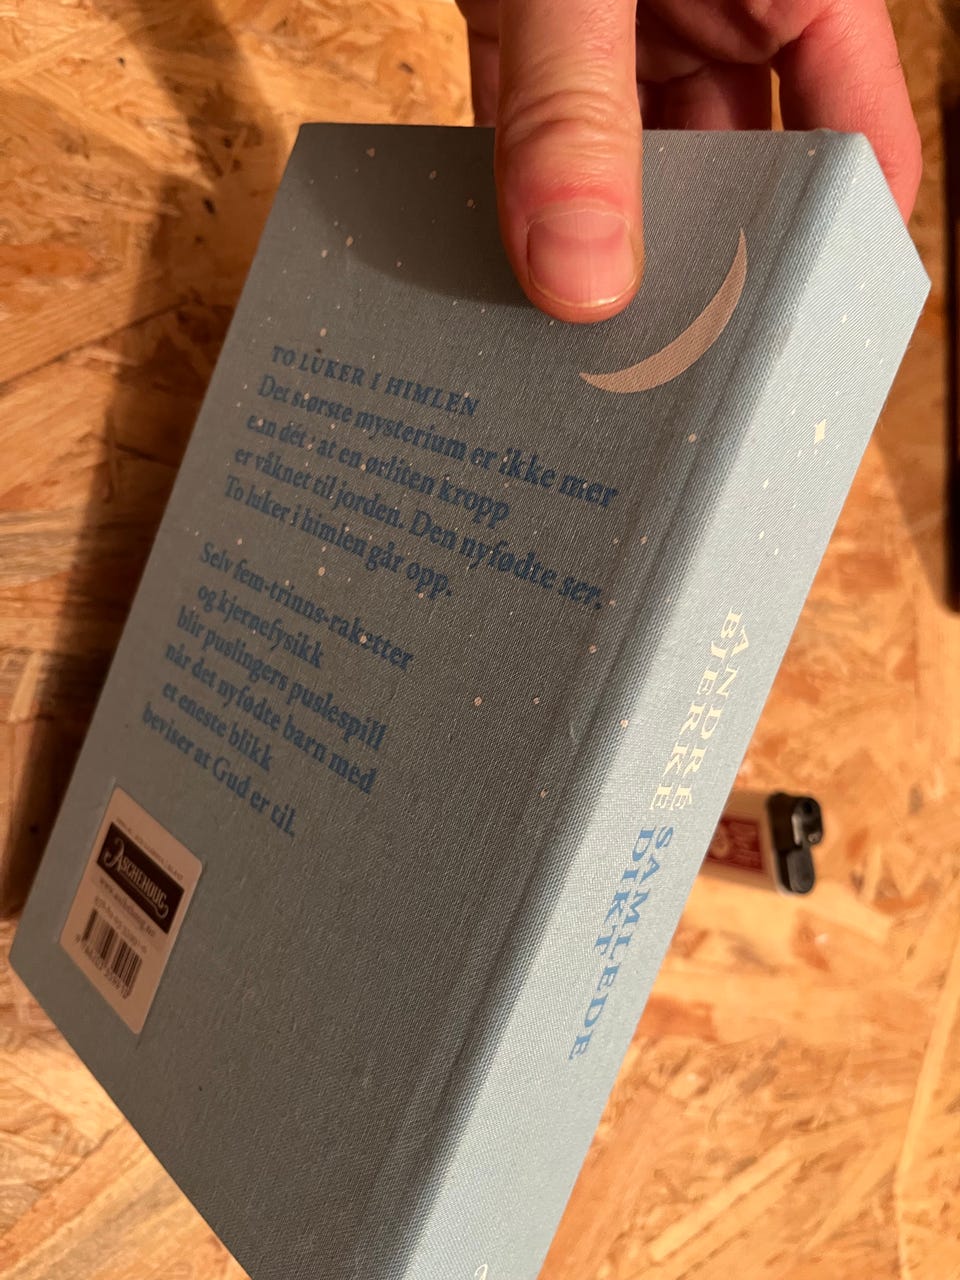 TO LUKER I HIMLEN
Det største mysterium er ikke mer
enn dét: at en ørliten kropp
er våknet til jorden. Den nyfødte ser.
To luker i himlen går opp.
Selv fem-trinns-raketter
og kjernefysikk
blir puslingers puslespill
når det nyfødte barn med
et eneste blikk
beviser at Gud er til.
ASCHEHOUG
ANDRÉ
BJERKE
SAMLEDE
DIKT